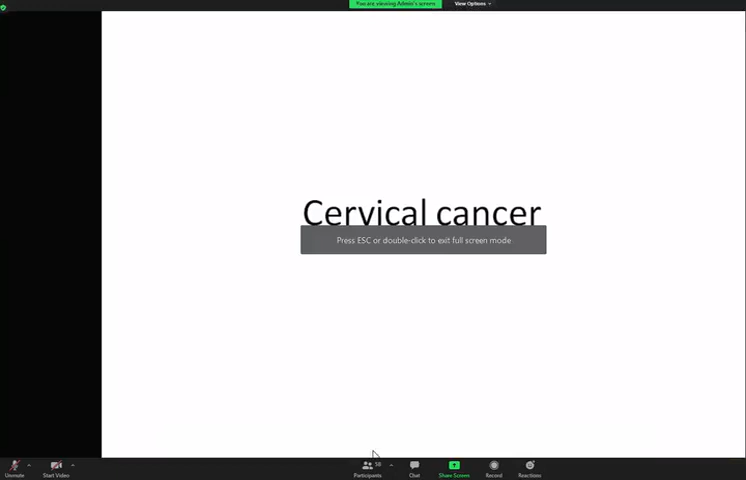 You are viewing Admin's screen
View Options
Cervical cancer
Press ESC or double-click to exit full screen mode
58
Unmute
Start Video
Participants
Chat
Share Screen
Record
Reactions